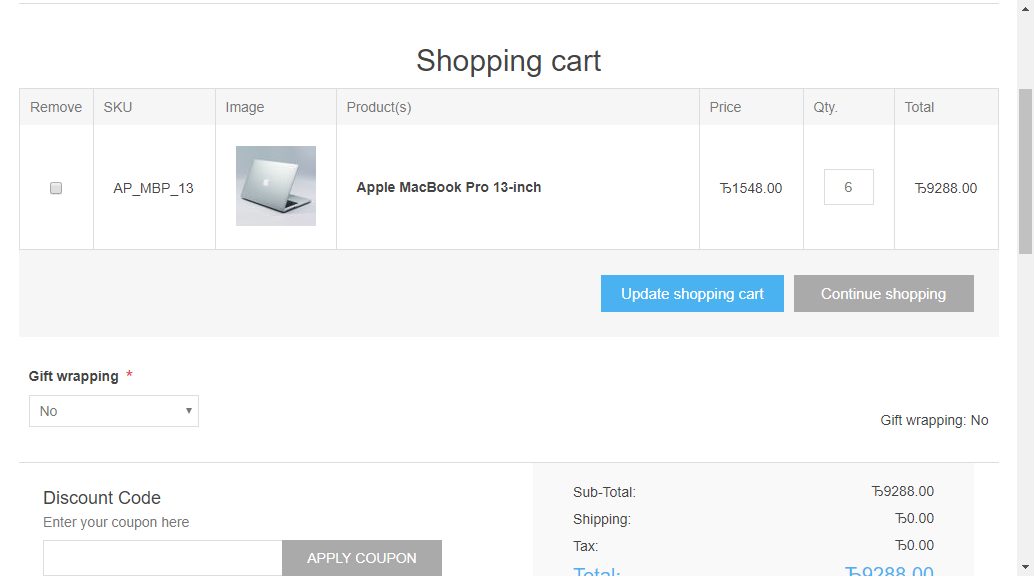 Shopping cart
Remove SKU Image Product(s) Price Qty. Total
AP_MBP_13 Apple MacBook Pro 13-inch Ђ1548.00 6 Ђ9288.00
Update shopping cart Continue shopping
Gift wrapping *
No
Gift wrapping: No
Discount Code
Enter your coupon here
APPLY COUPON
Sub-Total: Ђ9288.00
Shipping: Ђ0.00
Tax: Ђ0.00
Total: Ђ9288.00